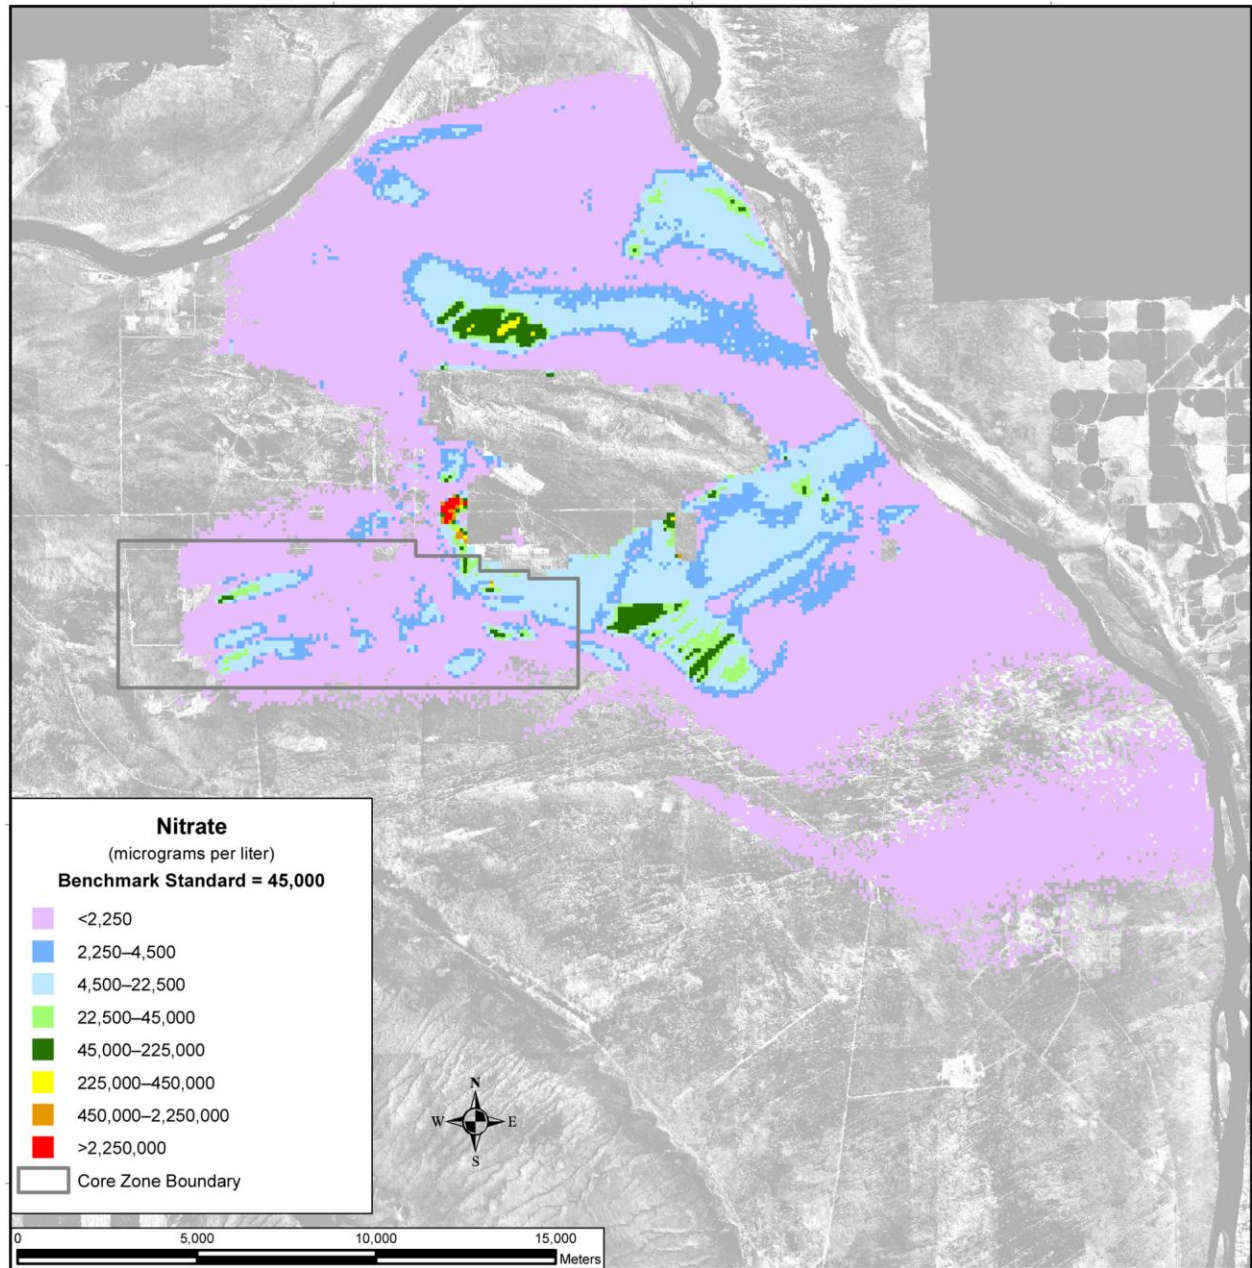 Nitrate
(micrograms per liter)
Benchmark Standard = 45,000
<2,250
2,250–4,500
4,500–22,500
22,500–45,000
45,000–225,000
225,000–450,000
450,000–2,250,000
>2,250,000
Core Zone Boundary
N
W E
S
0 5,000 10,000 15,000
Meters